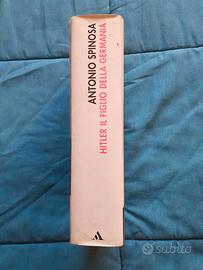 ANTONIO SPINOSA
HITLER IL FIGLIO DELLA GERMANIA
A
subito